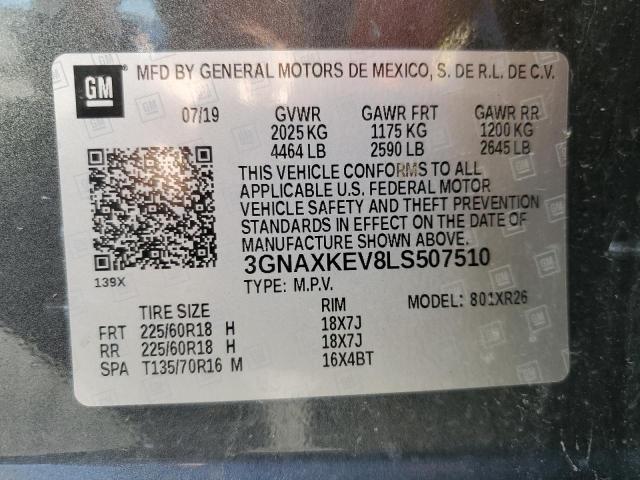 GM MFD BY GENERAL MOTORS DE MEXICO, S. DE R.L. DE C.V.
07/19 GVWR GAWR FRT GAWR RR
2025 KG 1175 KG 1200 KG
4464 LB 2590 LB 2645 LB
THIS VEHICLE CONFORMS TO ALL
APPLICABLE U.S. FEDERAL MOTOR
VEHICLE SAFETY AND THEFT PREVENTION
STANDARDS IN EFFECT ON THE DATE OF
MANUFACTURE SHOWN ABOVE.
3GNAXKEV8LS507510
139X
TYPE: M.P.V. MODEL: 801XR26
TIRE SIZE RIM
FRT 225/60R18 H 18X7J
RR 225/60R18 H 18X7J
SPA T135/70R16 M 16X4BT